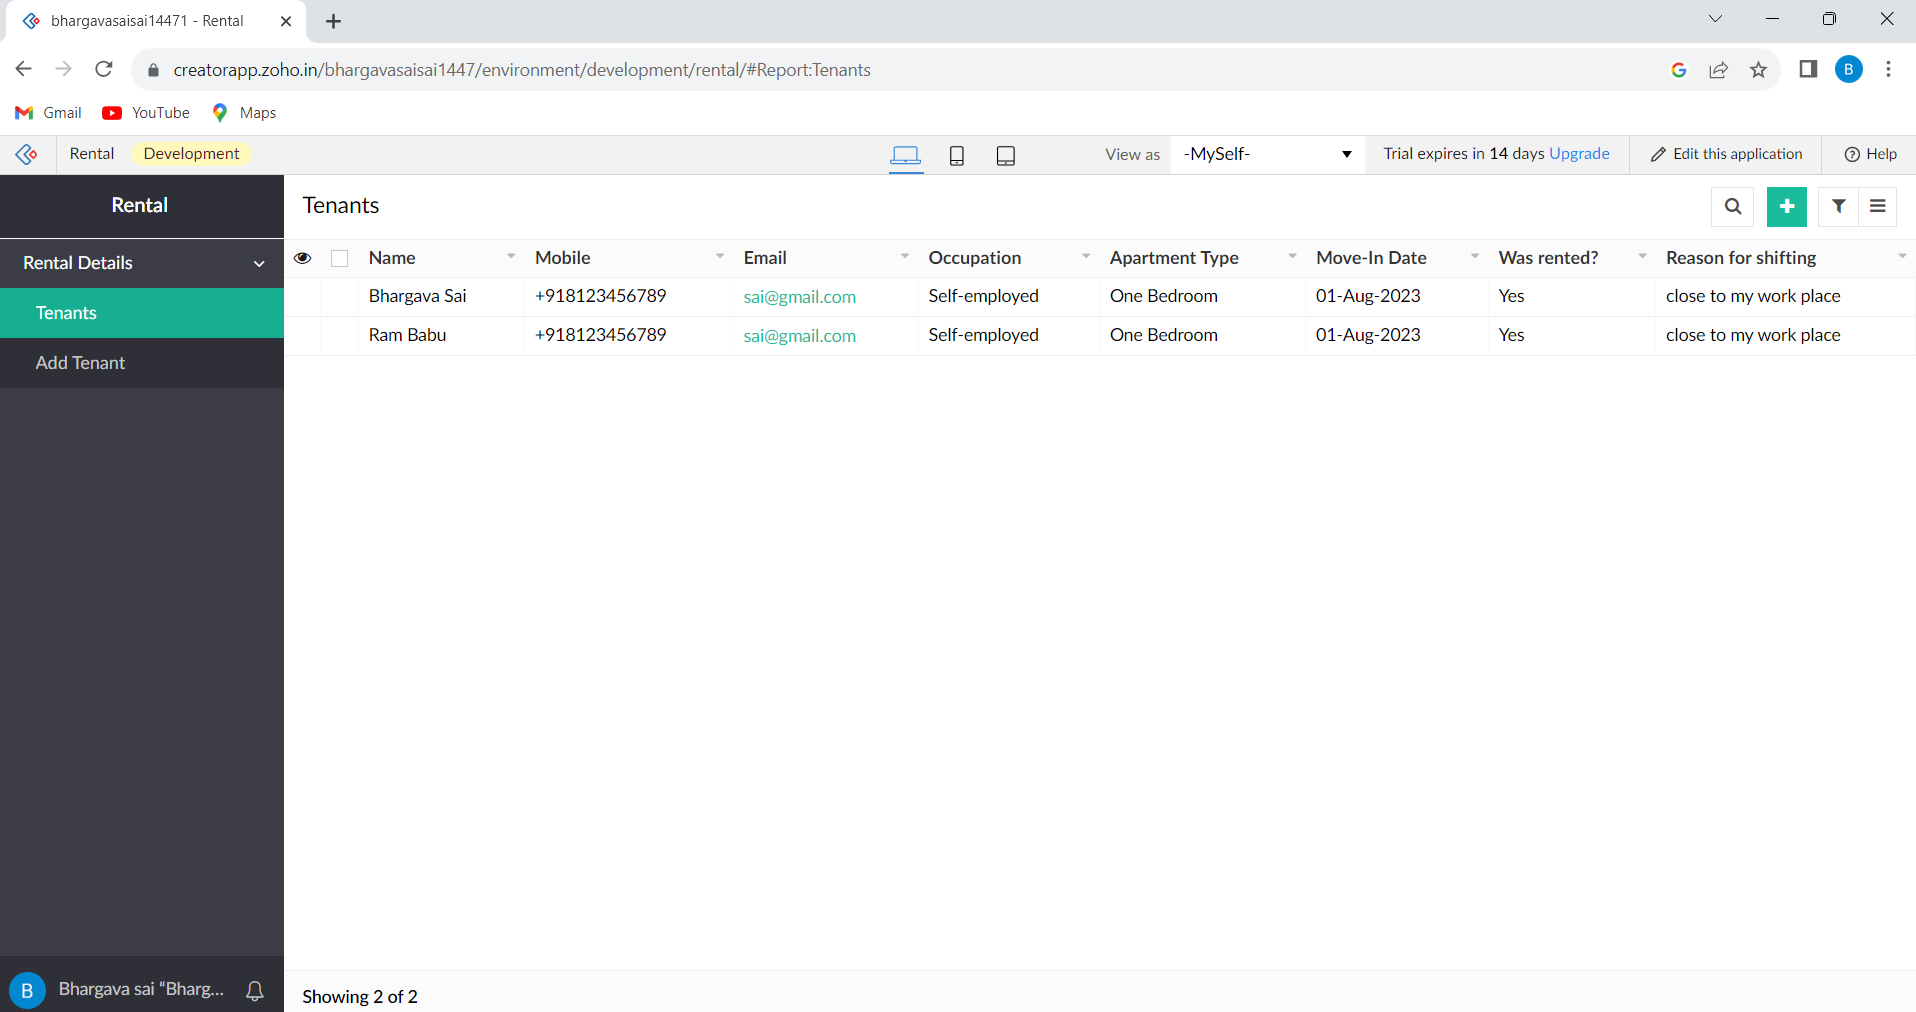 bhargavasaisai14471 - Rental
creatorapp.zoho.in/bhargavasaisai1447/environment/development/rental/#Report:Tenants
B
Gmail YouTube Maps
Rental Development View as -MySelf- Trial expires in 14 days Upgrade Edit this application Help
Rental
Tenants
Rental Details
Tenants
Add Tenant
Name Mobile Email Occupation Apartment Type Move-In Date Was rented? Reason for shifting
Bhargava Sai +918123456789 sai@gmail.com Self-employed One Bedroom 01-Aug-2023 Yes close to my work place
Ram Babu +918123456789 sai@gmail.com Self-employed One Bedroom 01-Aug-2023 Yes close to my work place
B Bhargava sai “Bharg...
Showing 2 of 2